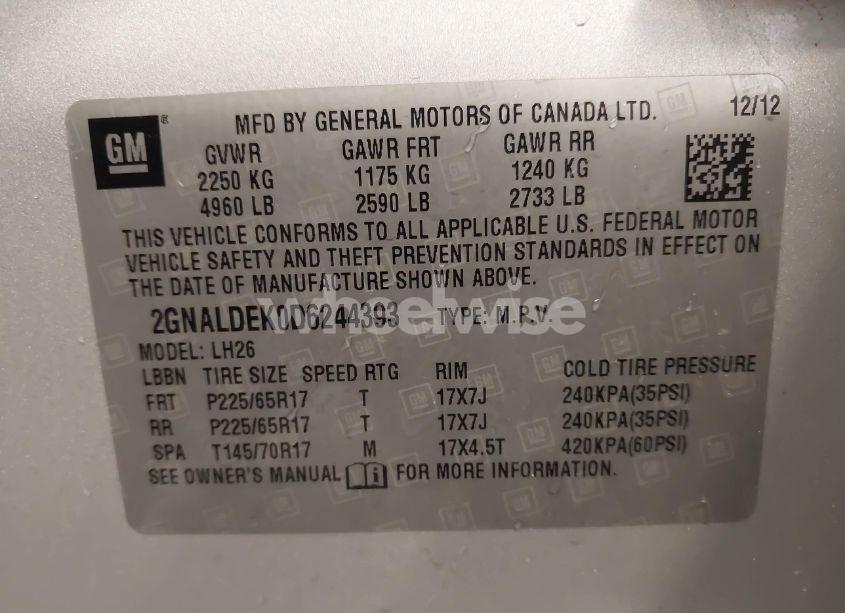 GM ® MFD BY GENERAL MOTORS OF CANADA LTD. 12/12
GVWR GAWR FRT GAWR RR
2250 KG 1175 KG 1240 KG
4960 LB 2590 LB 2733 LB
THIS VEHICLE CONFORMS TO ALL APPLICABLE U.S. FEDERAL MOTOR
VEHICLE SAFETY AND THEFT PREVENTION STANDARDS IN EFFECT ON
THE DATE OF MANUFACTURE SHOWN ABOVE.
2GNALDEK0D6244393 TYPE: M.P.V.
wheelwise
MODEL: LH26
LBBN TIRE SIZE SPEED RTG RIM COLD TIRE PRESSURE
FRT P225/65R17 T 17X7J 240KPA(35PSI)
RR P225/65R17 T 17X7J 240KPA(35PSI)
SPA T145/70R17 M 17X4.5T 420KPA(60PSI)
SEE OWNER'S MANUAL FOR MORE INFORMATION.